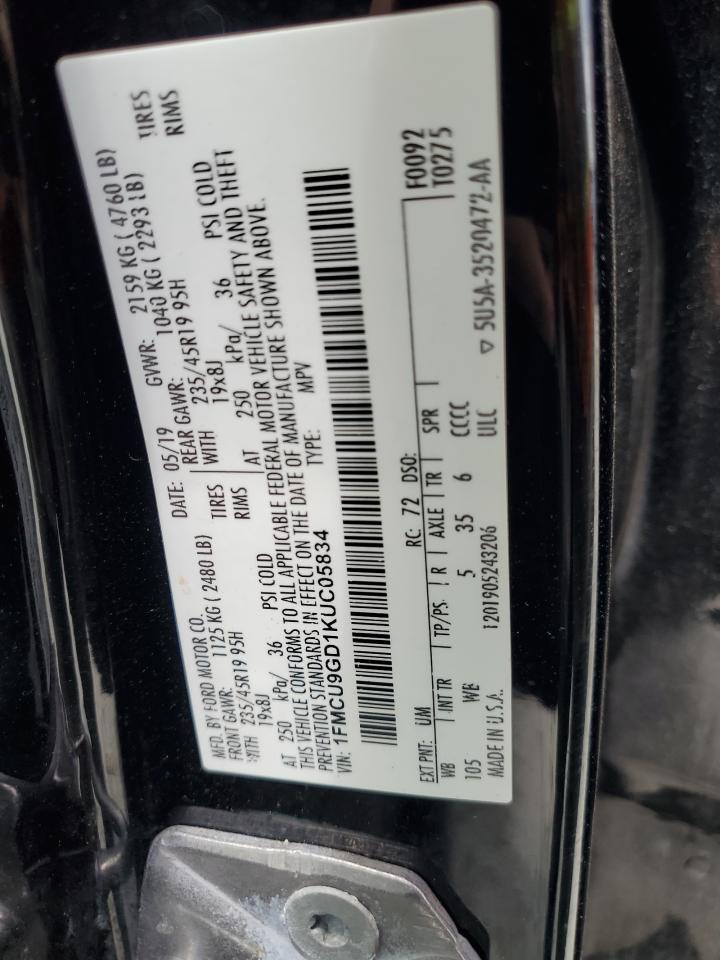 MFD. BY FORD MOTOR CO. DATE: 05/19 GVWR: 2159 KG ( 4760 LB)
FRONT GAWR: 1125 KG ( 2480 LB) REAR GAWR: 1040 KG ( 2293 LB)
WITH 235/45R19 95H TIRES WITH 235/45R19 95H TIRES
19x8J RIMS 19x8J RIMS
AT 250 kPa/ 36 PSI COLD AT 250 kPa/ 36 PSI COLD
THIS VEHICLE CONFORMS TO ALL APPLICABLE FEDERAL MOTOR VEHICLE SAFETY AND THEFT
PREVENTION STANDARDS IN EFFECT ON THE DATE OF MANUFACTURE SHOWN ABOVE.
VIN: 1FMCU9GD1KUC05834 TYPE: MPV
F0092
T0275
EXT PNT: UM RC: 72 DSO:
WB INT TR TP/PS R AXLE TR SPR
105 WE 5 35 6 CCCC
MADE IN U.S.A. 1201905243206 ULC ▽ 5U5A-3520472-AA